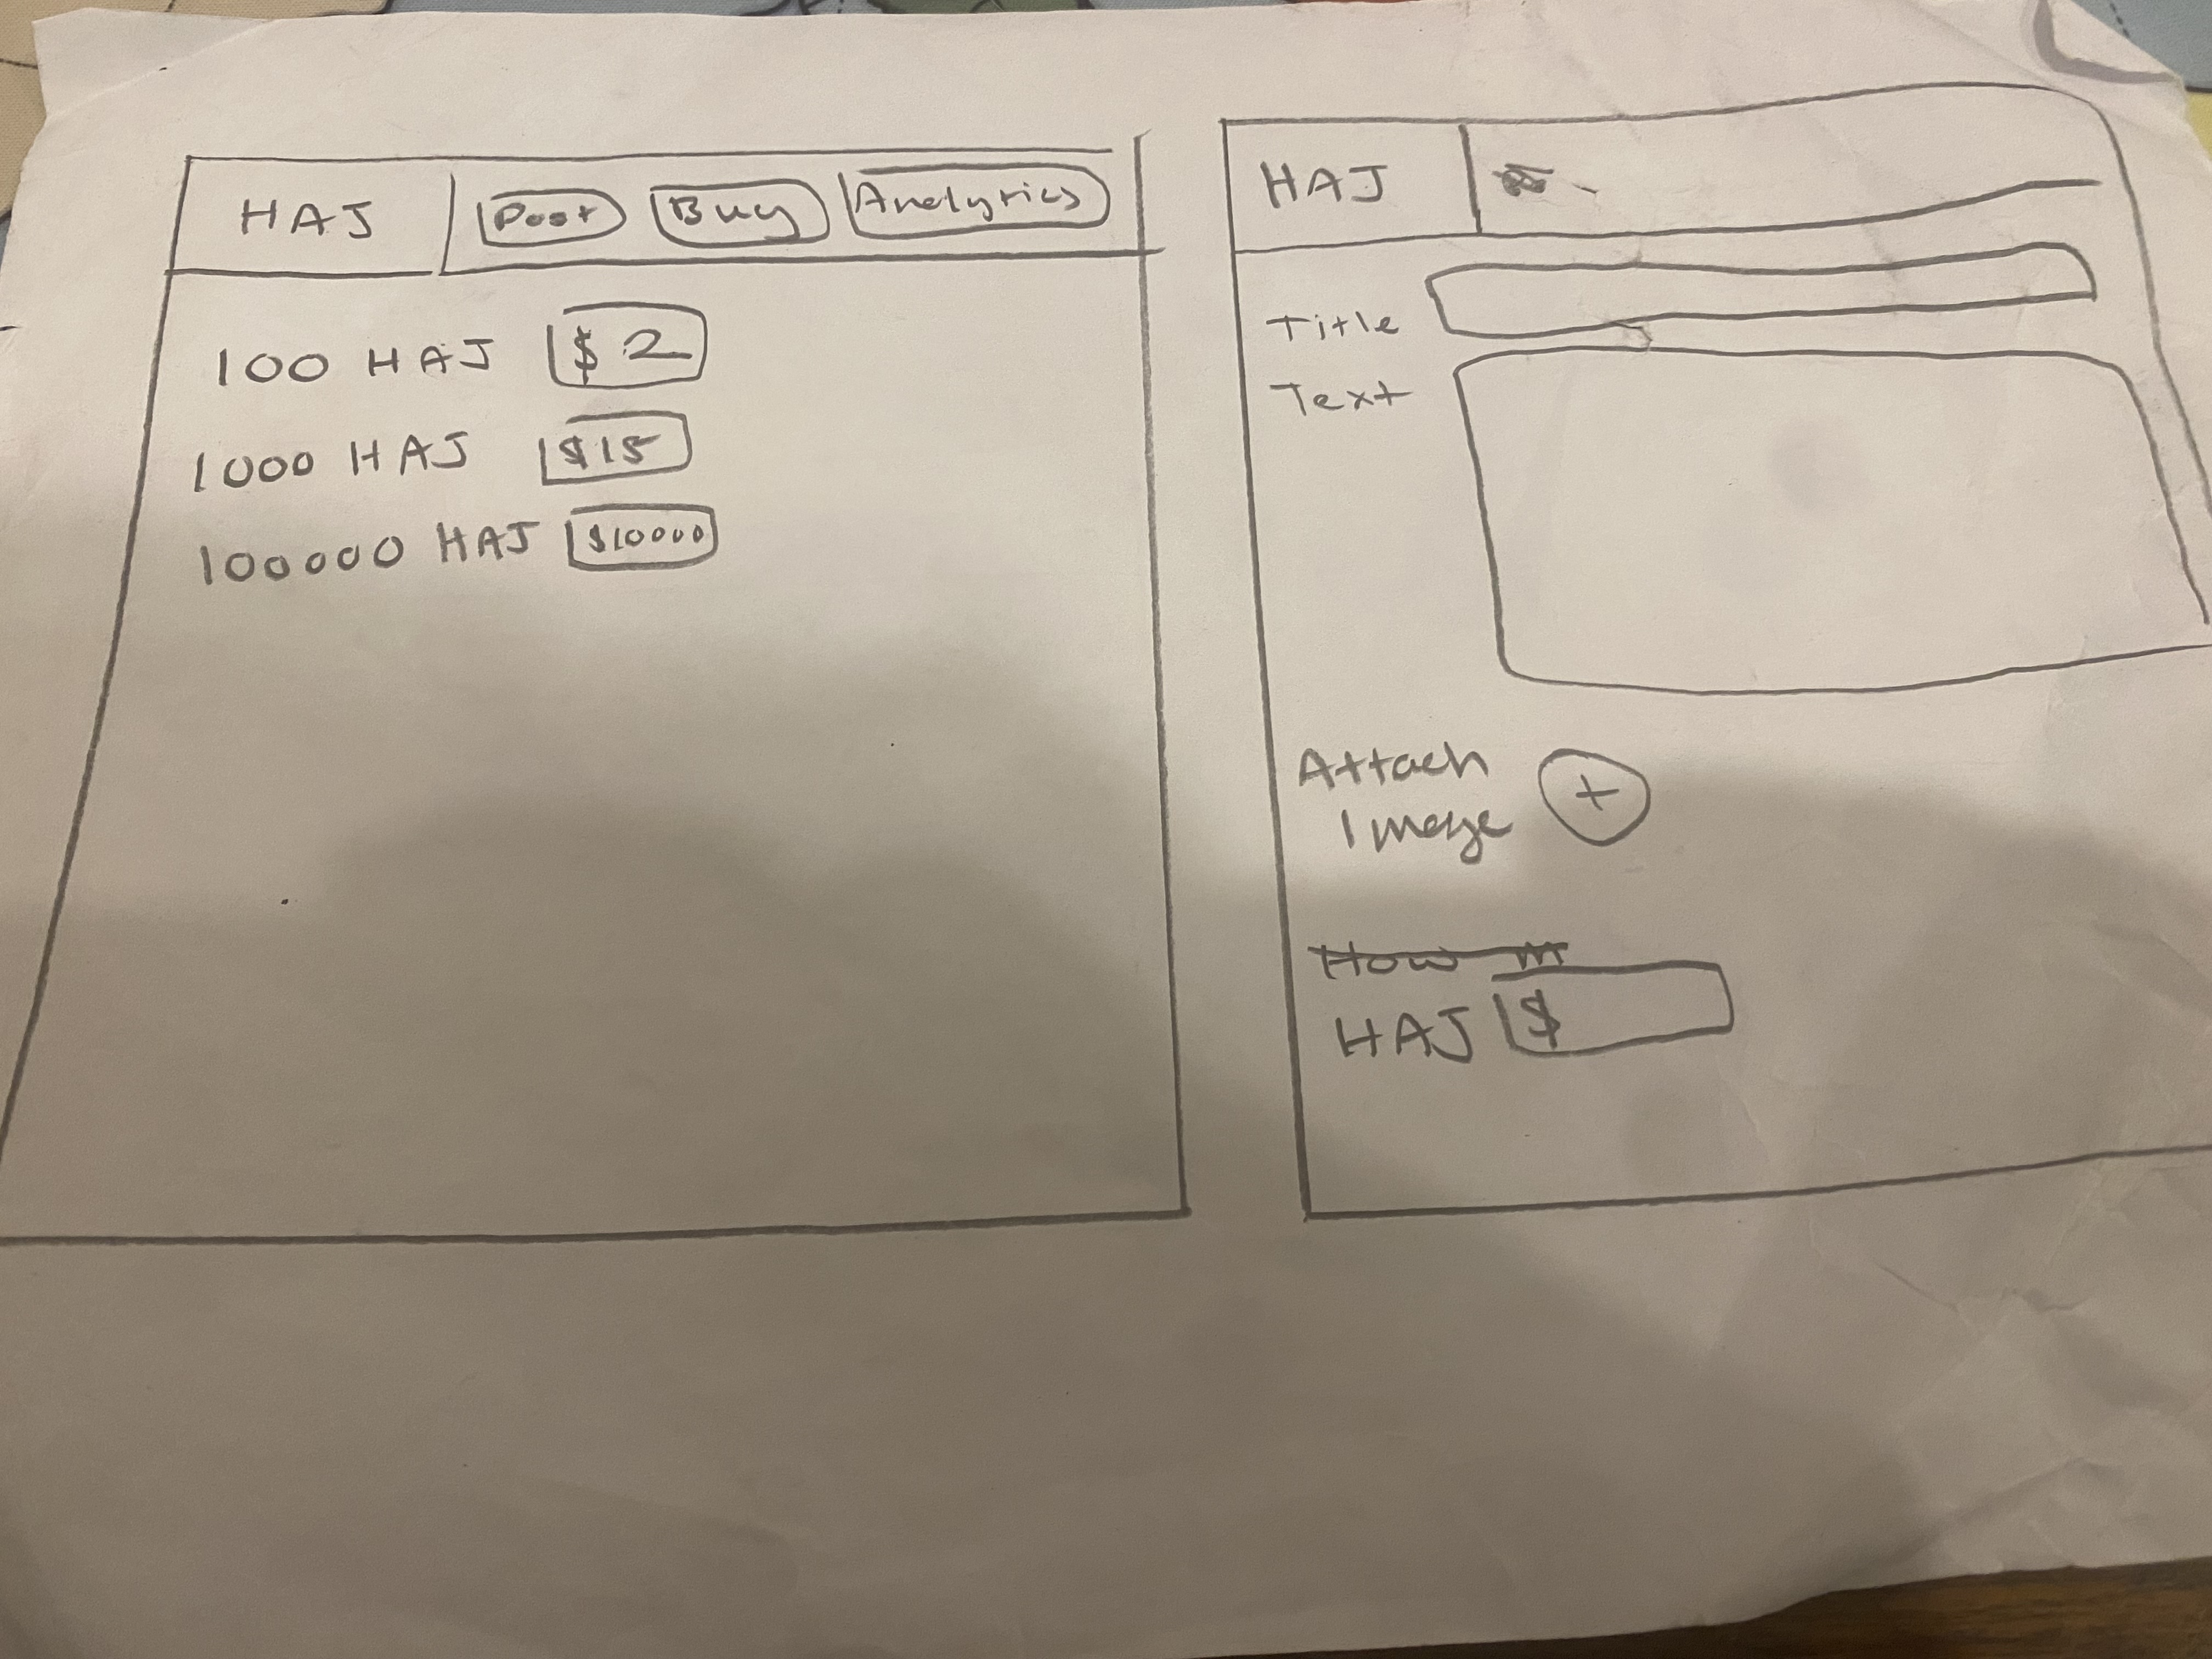 HAJ Post Buy Analytics
100 HAJ $2
1000 HAJ $15
100000 HAJ $10000
HAJ
Title
Text
Attach +
Image
How m
HAJ $